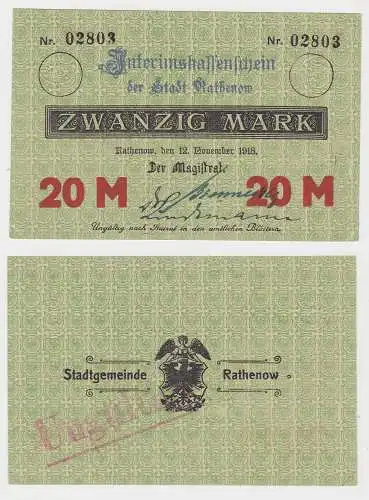 Nr. 02803 Nr. 02803
Interimskassenschein
der Stadt Rathenow
ZWANZIG MARK
Rathenow, den 12. November 1918.
Der Magistrat
20 M 20 M
Lindemann
Ungültig nach Aufruf in den amtlichen Blättern
Stadtgemeinde Rathenow